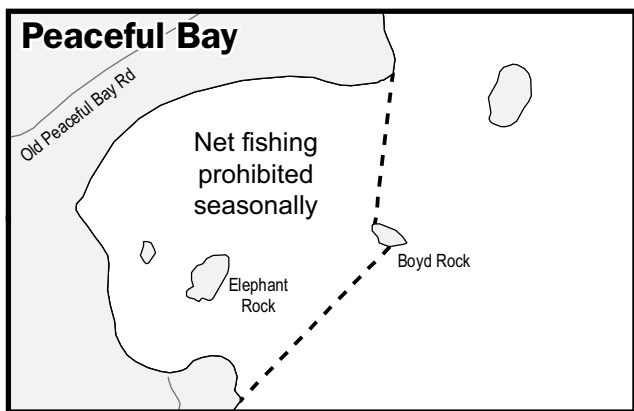 Peaceful Bay
Old Peaceful Bay Rd
Net fishing
prohibited
seasonally
Boyd Rock
Elephant
Rock